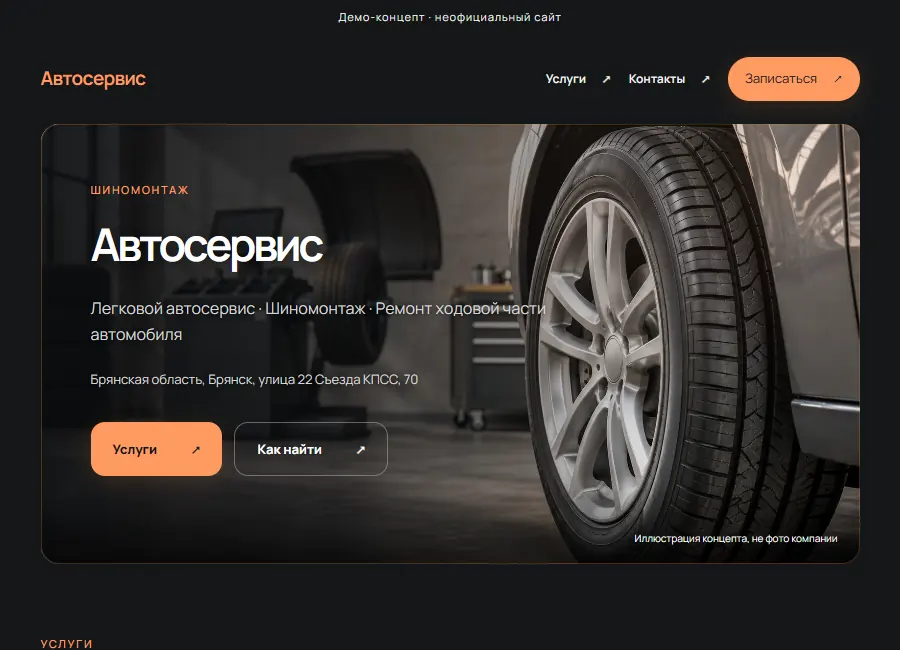 Демо-концепт · неофициальный сайт
Автосервис
Услуги ↗ Контакты ↗ Записаться ↗
ШИНОМОНТАЖ
Автосервис
Легковой автосервис · Шиномонтаж · Ремонт ходовой части
автомобиля
Брянская область, Брянск, улица 22 Съезда КПСС, 70
Услуги ↗ Как найти ↗
Иллюстрация концепта, не фото компании
УСЛУГИ